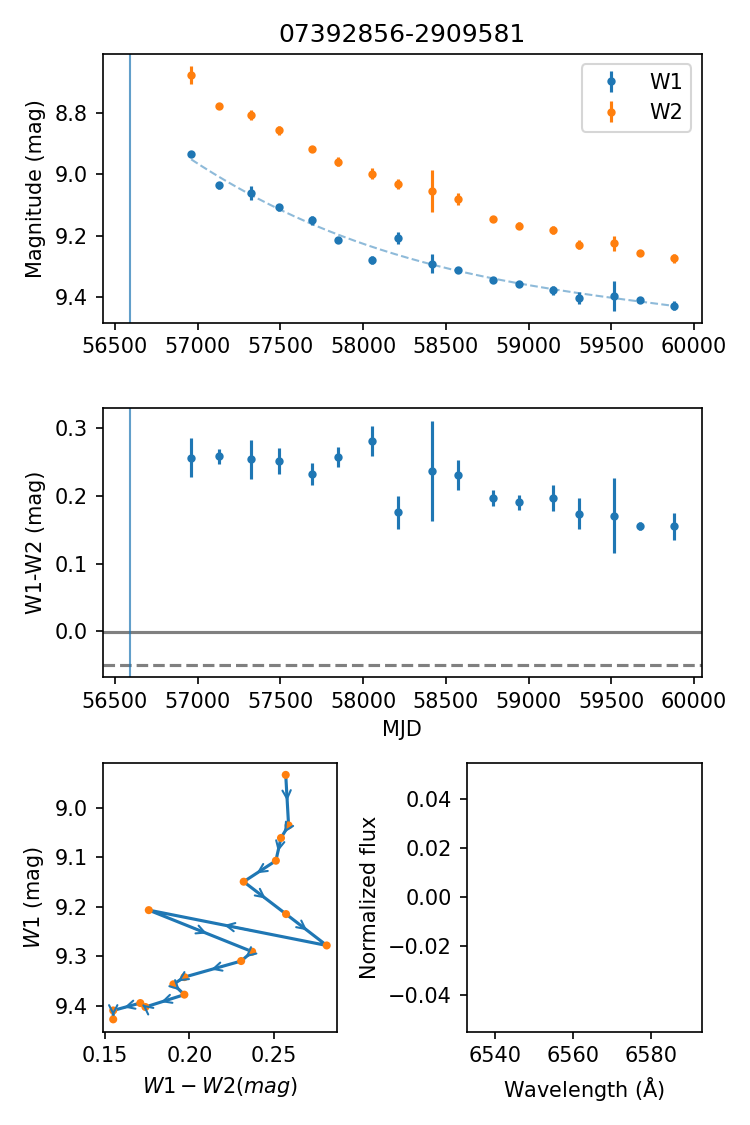 07392856-2909581
Magnitude (mag)
8.8
9.0
9.2
9.4
W1
W2
56500 57000 57500 58000 58500 59000 59500 60000
W1-W2 (mag)
0.3
0.2
0.1
0.0
56500 57000 57500 58000 58500 59000 59500 60000
MJD
W1 (mag)
9.0
9.1
9.2
9.3
9.4
0.15 0.20 0.25
W1 − W2(mag)
Normalized flux
0.04
0.02
0.00
−0.02
−0.04
6540 6560 6580
Wavelength (Å)